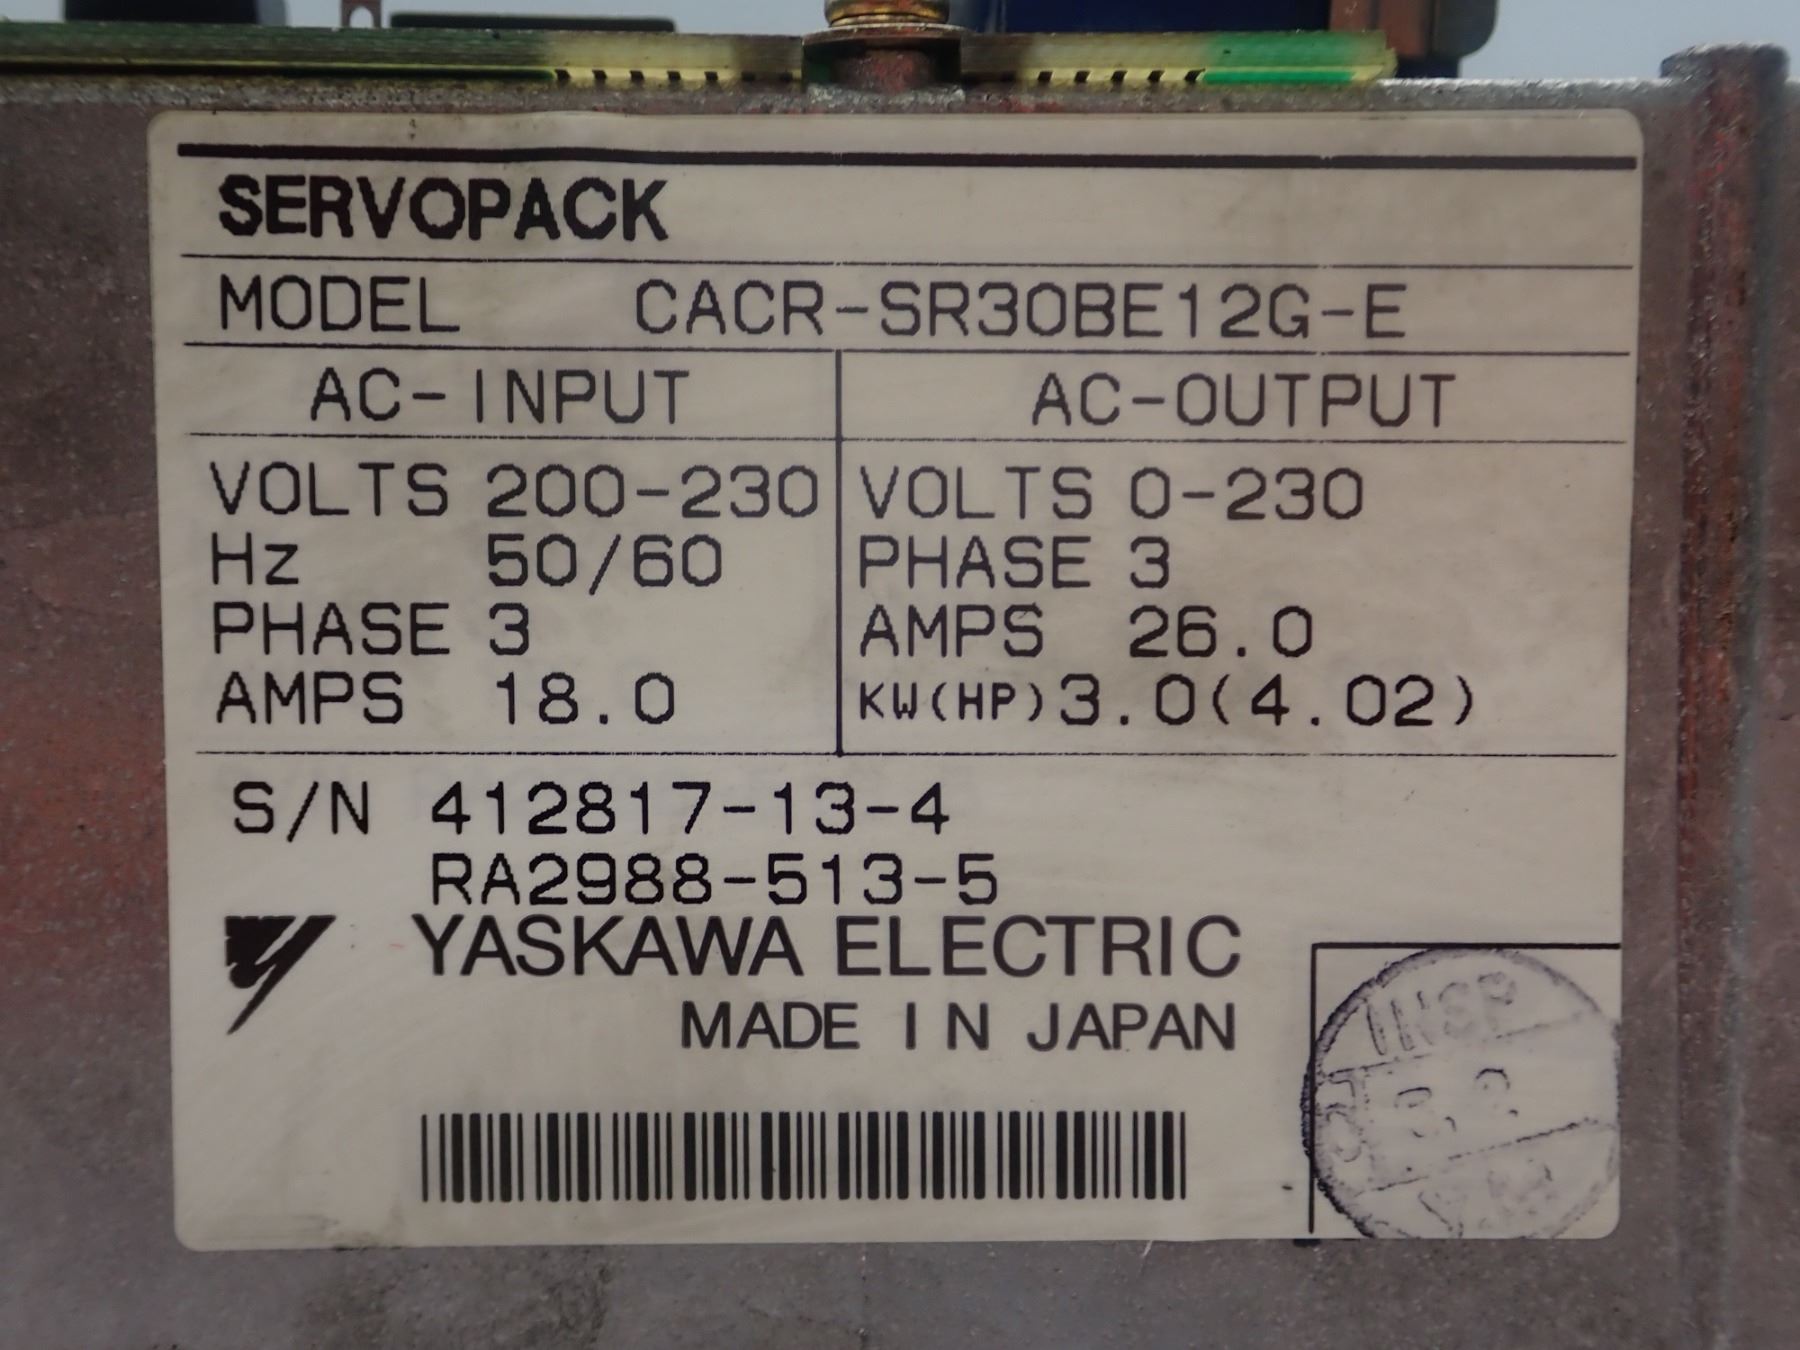 SERVOPACK
MODEL CACR-SR30BE12G-E
AC-INPUT AC-OUTPUT
VOLTS 200-230 VOLTS 0-230
Hz 50/60 PHASE 3
PHASE 3 AMPS 26.0
AMPS 18.0 KW(HP)3.0(4.02)
S/N 412817-13-4
RA2988-513-5
YASKAWA ELECTRIC
MADE IN JAPAN
INSP